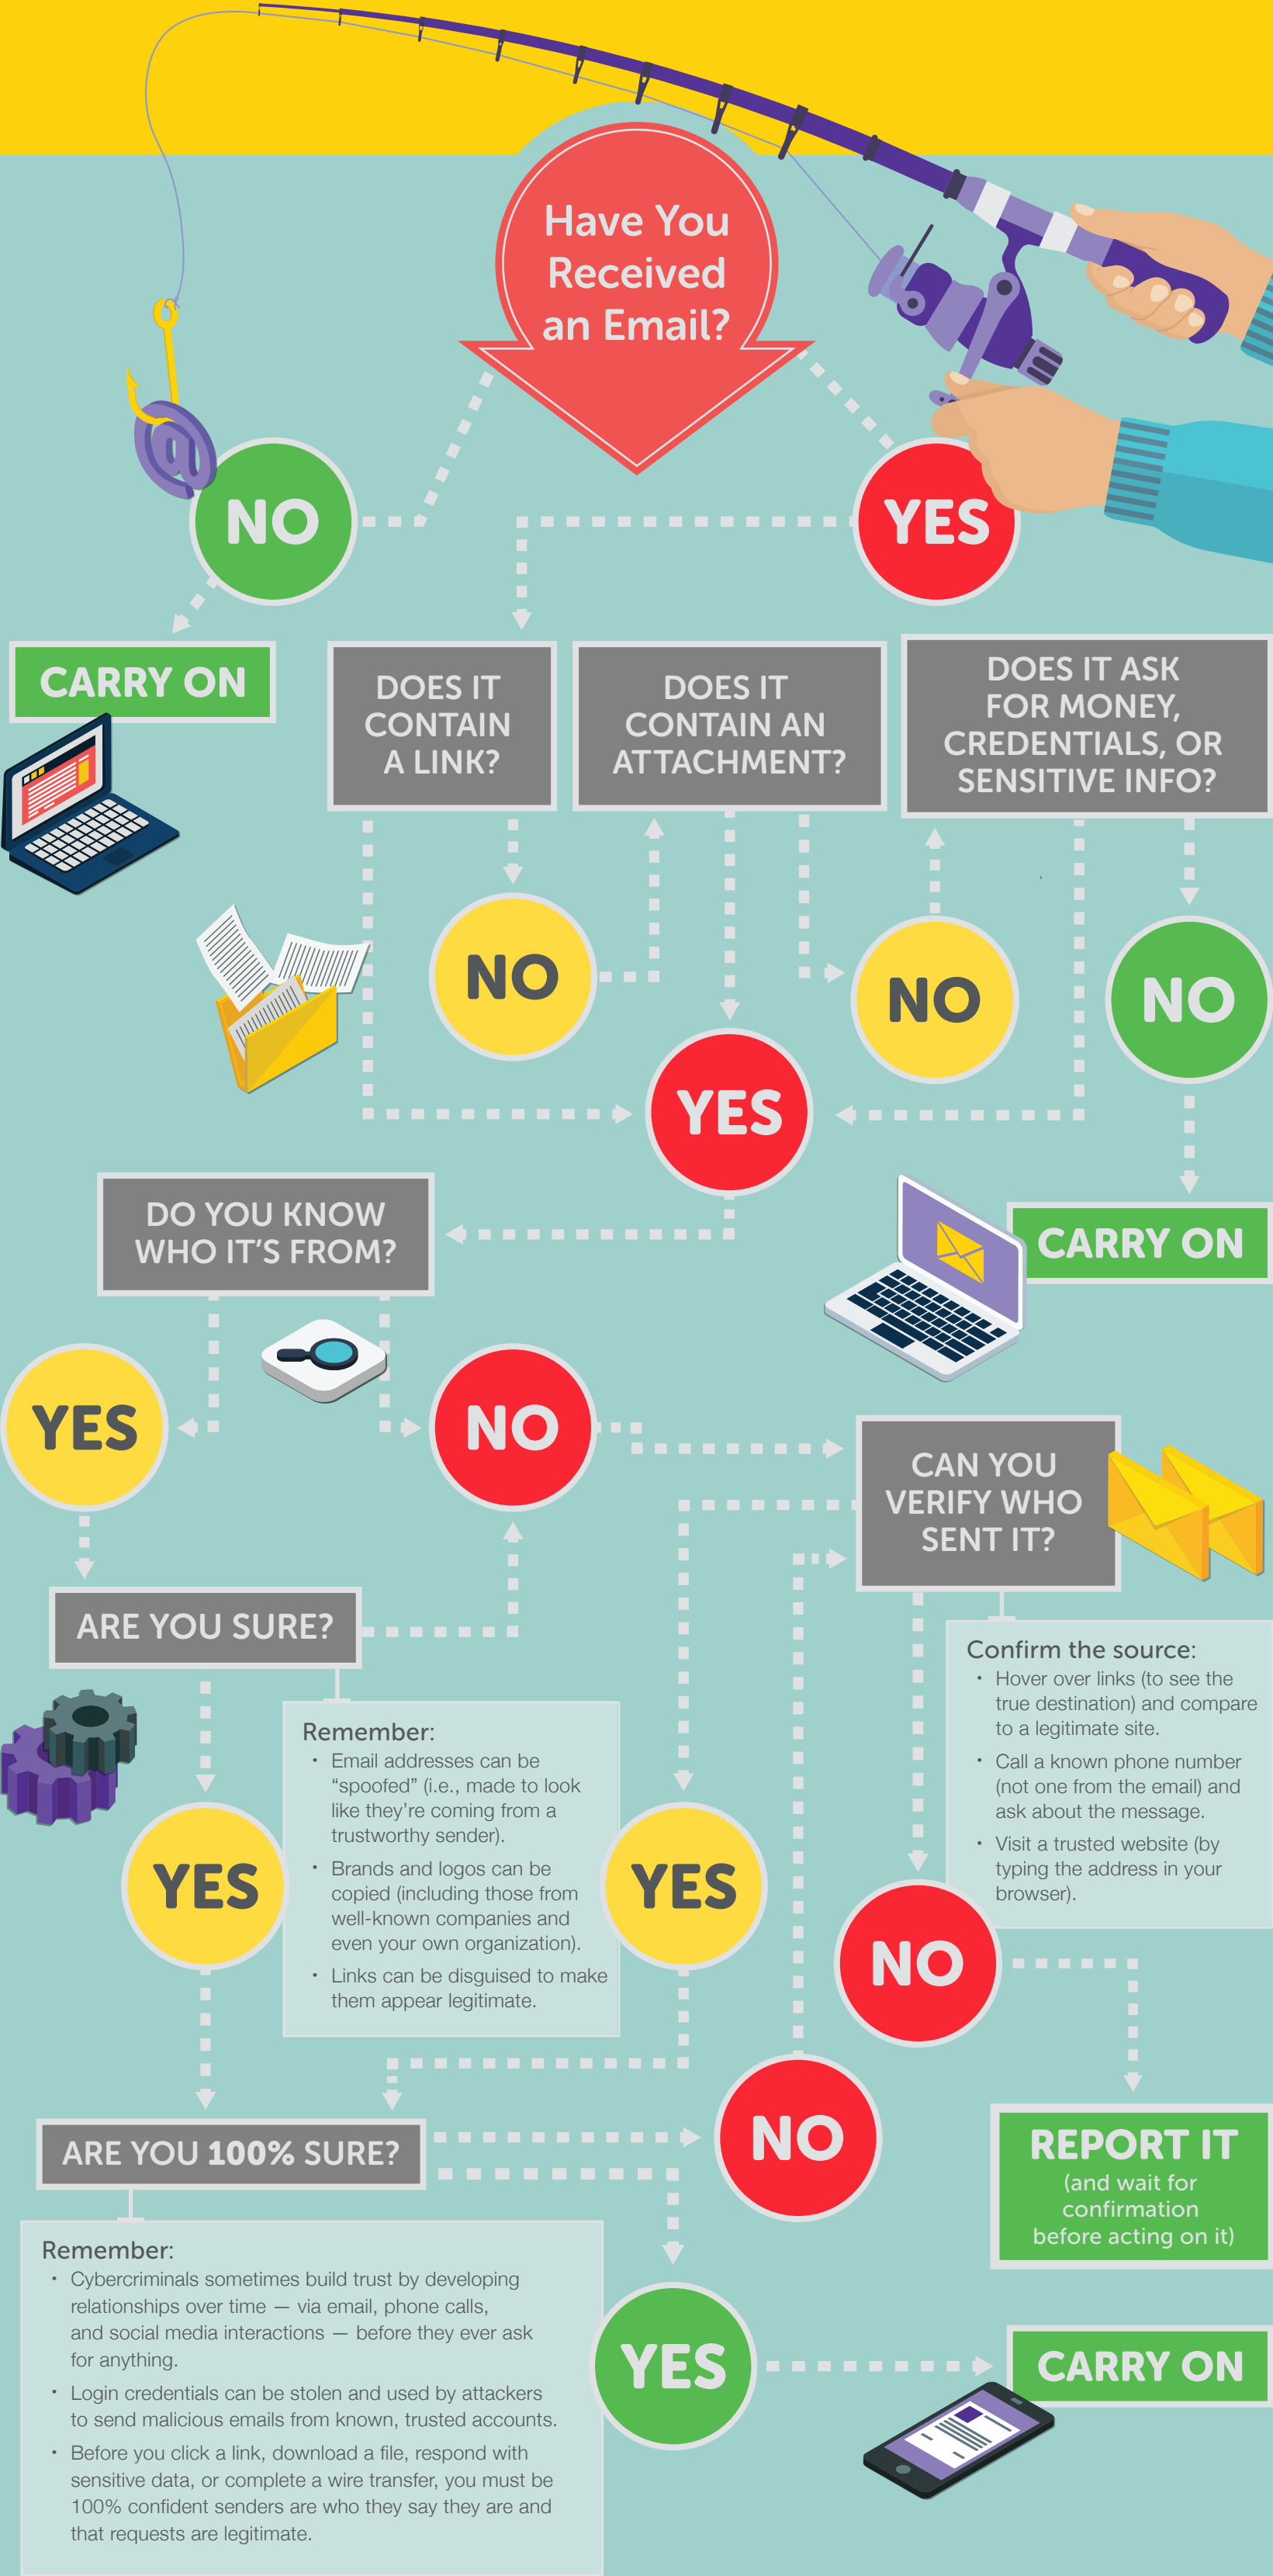 Have You
Received
an Email?
@
NO
YES
CARRY ON
DOES IT
CONTAIN
A LINK?
DOES IT
CONTAIN AN
ATTACHMENT?
DOES IT ASK
FOR MONEY,
CREDENTIALS, OR
SENSITIVE INFO?
NO
NO
NO
YES
DO YOU KNOW
WHO IT'S FROM?
CARRY ON
YES
NO
CAN YOU
VERIFY WHO
SENT IT?
ARE YOU SURE?
Confirm the source:
• Hover over links (to see the
true destination) and compare
to a legitimate site.
• Call a known phone number
(not one from the email) and
ask about the message.
• Visit a trusted website (by
typing the address in your
browser).
Remember:
• Email addresses can be
“spoofed” (i.e., made to look
like they’re coming from a
trustworthy sender).
• Brands and logos can be
copied (including those from
well-known companies and
even your own organization).
• Links can be disguised to make
them appear legitimate.
YES
YES
NO
NO
ARE YOU 100% SURE?
REPORT IT
(and wait for
confirmation
before acting on it)
Remember:
• Cybercriminals sometimes build trust by developing
relationships over time — via email, phone calls,
and social media interactions — before they ever ask
for anything.
• Login credentials can be stolen and used by attackers
to send malicious emails from known, trusted accounts.
• Before you click a link, download a file, respond with
sensitive data, or complete a wire transfer, you must be
100% confident senders are who they say they are and
that requests are legitimate.
YES
CARRY ON